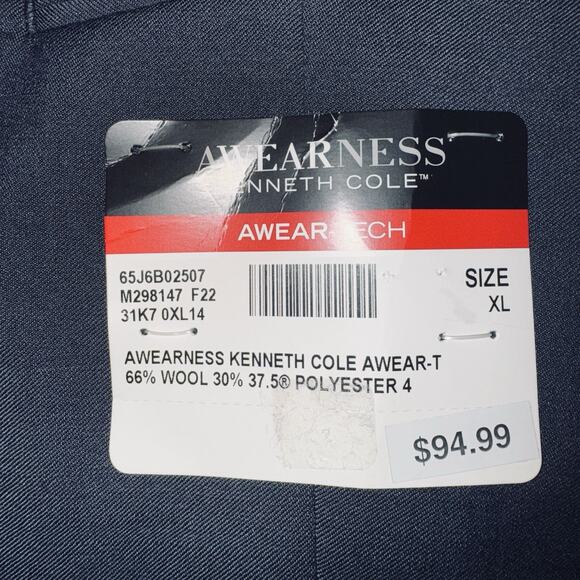 AWEARNESS
KENNETH COLE™
AWEAR-TECH
65J6B02507
M298147 F22
31K7 0XL14
SIZE
XL
AWEARNESS KENNETH COLE AWEAR-T
66% WOOL 30% 37.5® POLYESTER 4
$94.99